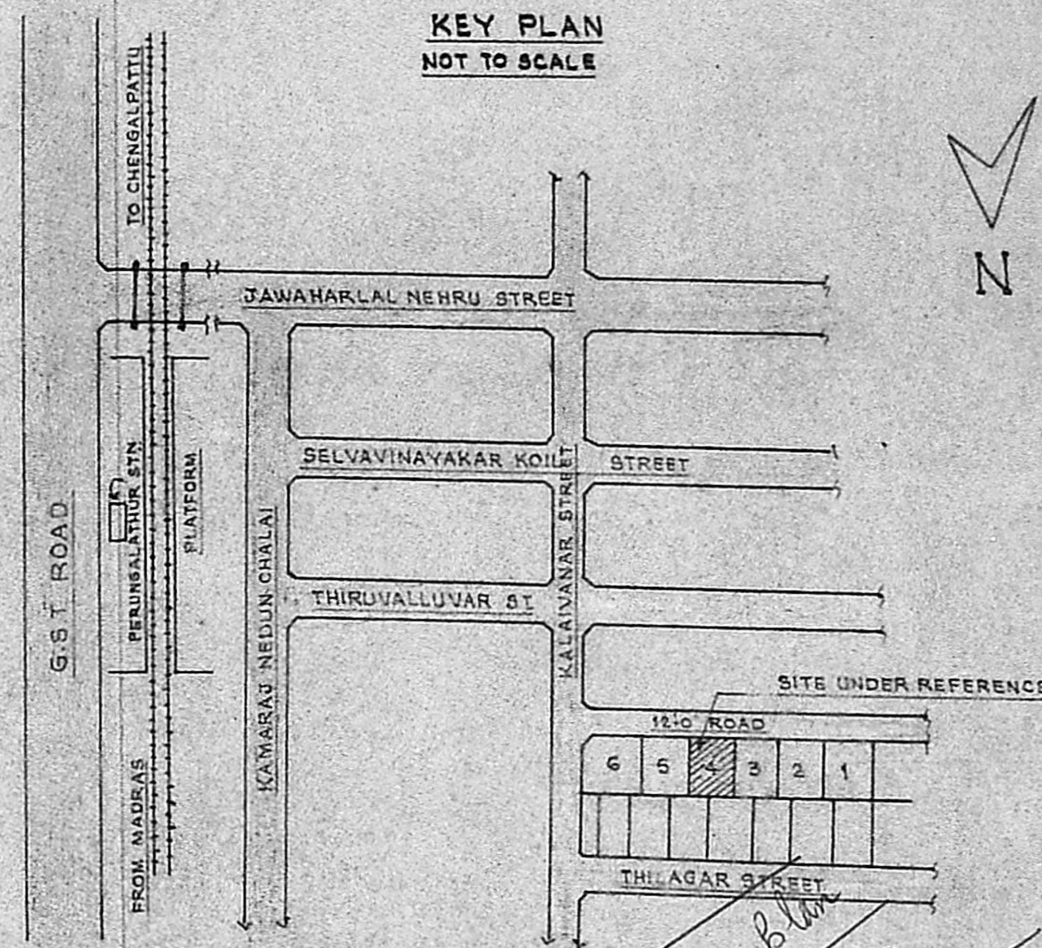 KEY PLAN
NOT TO SCALE
TO CHENGALPATTU
N
JAWAHARLAL NEHRU STREET
SELVAVINAYAKAR KOIL STREET
G.S.T ROAD
PERUNGALATHUR STN
PLATFORM
KAMARAJ NEDUN CHALAI
THIRUVALLUVAR ST.
KALAIVANAR STREET
SITE UNDER REFERENCE
12'0 ROAD
6 5 4 3 2 1
FROM MADRAS
THILAGAR STREET
Plan